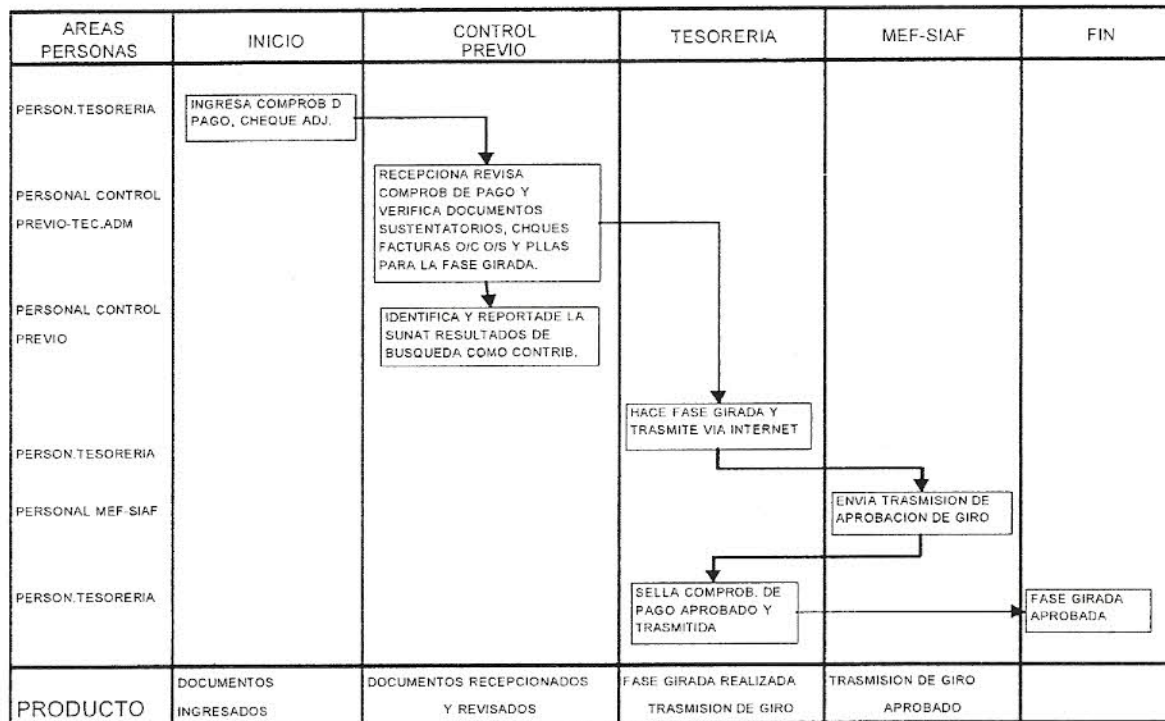 AREAS
PERSONAS
INICIO
CONTROL
PREVIO
TESORERIA
MEF-SIAF
FIN
PERSON.TESORERIA
INGRESA COMPROB D
PAGO, CHEQUE ADJ.
PERSONAL CONTROL
PREVIO-TEC.ADM
RECEPCIONA REVISA
COMPROB DE PAGO Y
VERIFICA DOCUMENTOS
SUSTENTATORIOS, CHQUES
FACTURAS O/C O/S Y PLLAS
PARA LA FASE GIRADA.
PERSONAL CONTROL
PREVIO
IDENTIFICA Y REPORTADE LA
SUNAT RESULTADOS DE
BUSQUEDA COMO CONTRIB.
HACE FASE GIRADA Y
TRASMITE VIA INTERNET
PERSON.TESORERIA
PERSONAL MEF-SIAF
ENVIA TRASMISION DE
APROBACION DE GIRO
PERSON.TESORERIA
SELLA COMPROB. DE
PAGO APROBADO Y
TRASMITIDA
FASE GIRADA
APROBADA
PRODUCTO
DOCUMENTOS
INGRESADOS
DOCUMENTOS RECEPCIONADOS
Y REVISADOS
FASE GIRADA REALIZADA
TRASMISION DE GIRO
TRASMISION DE GIRO
APROBADO